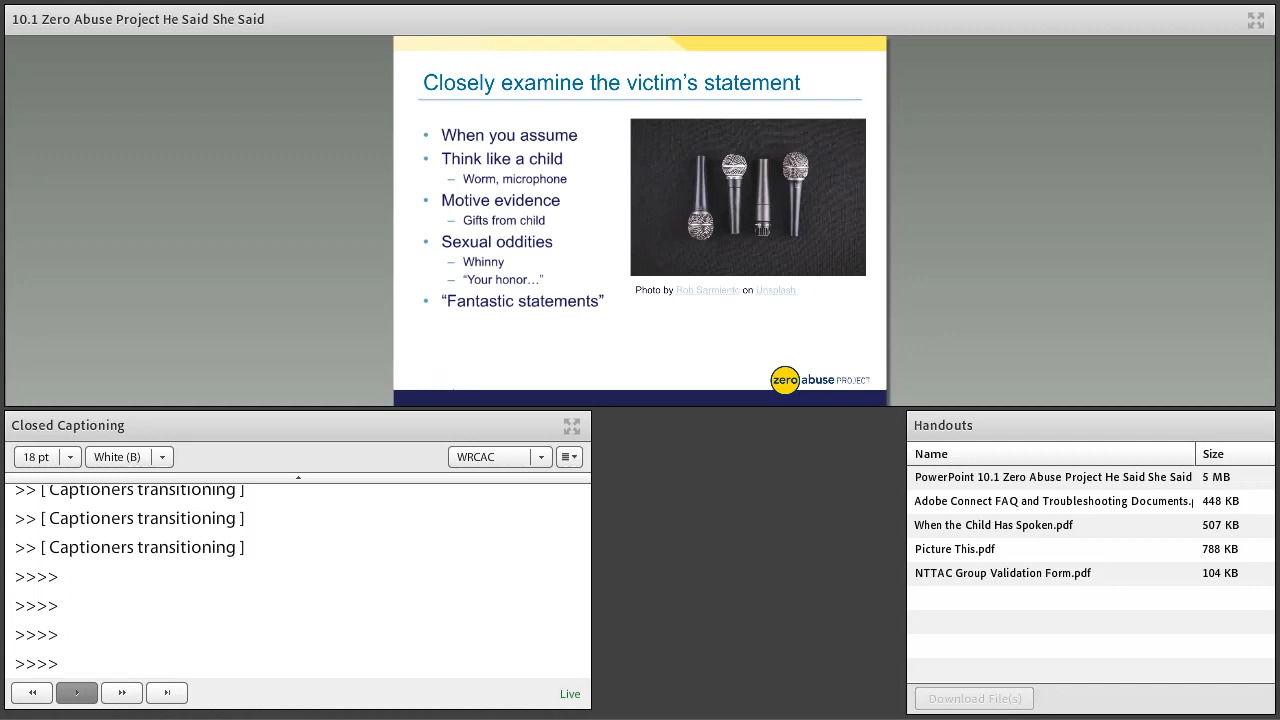 10.1 Zero Abuse Project He Said She Said
Closely examine the victim's statement
• When you assume
• Think like a child
– Worm, microphone
• Motive evidence
– Gifts from child
• Sexual oddities
– Whinny
– “Your honor…”
• “Fantastic statements”
Photo by Rob Sarmiento on Unsplash
zero abuse PROJECT
Closed Captioning
18 pt
White (B)
WRCAC
>> [ Captioners transitioning ]
>> [ Captioners transitioning ]
>> [ Captioners transitioning ]
>>>>
>>>>
>>>>
>>>>
Live
Handouts
Name Size
PowerPoint 10.1 Zero Abuse Project He Said She Said 5 MB
Adobe Connect FAQ and Troubleshooting Documents.p 448 KB
When the Child Has Spoken.pdf 507 KB
Picture This.pdf 788 KB
NTTAC Group Validation Form.pdf 104 KB
Download File(s)